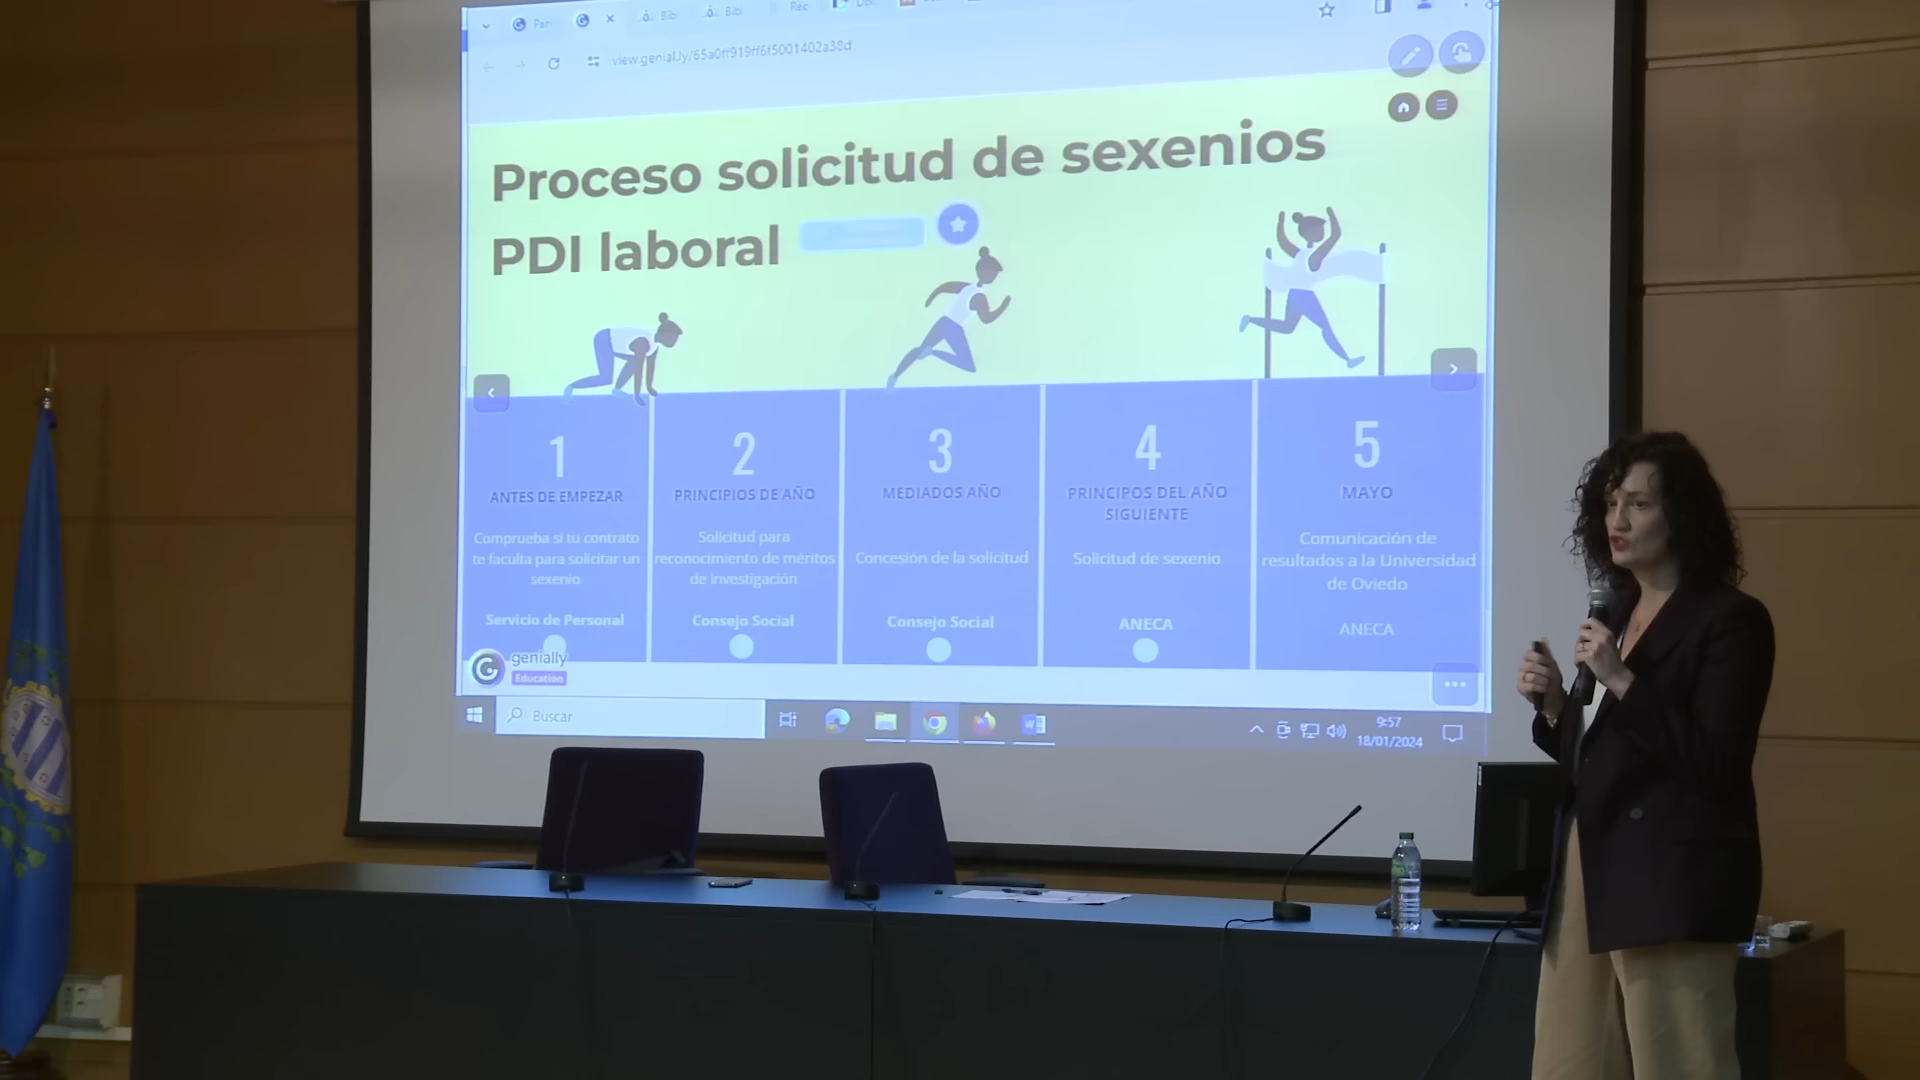 Bibl
Bibl
Rec
view.genial.ly/65a0ff919ff6f5001402a38d
Proceso solicitud de sexenios
PDI laboral
1
ANTES DE EMPEZAR
Comprueba si tu contrato
te faculta para solicitar un
sexenio
Servicio de Personal
2
PRINCIPIOS DE AÑO
Solicitud para
reconocimiento de méritos
de investigación
Consejo Social
3
MEDIADOS AÑO
Concesión de la solicitud
Consejo Social
4
PRINCIPOS DEL AÑO
SIGUIENTE
Solicitud de sexenio
ANECA
5
MAYO
Comunicación de
resultados a la Universidad
de Oviedo
ANECA
genially
Education
Buscar
9:57
18/01/2024